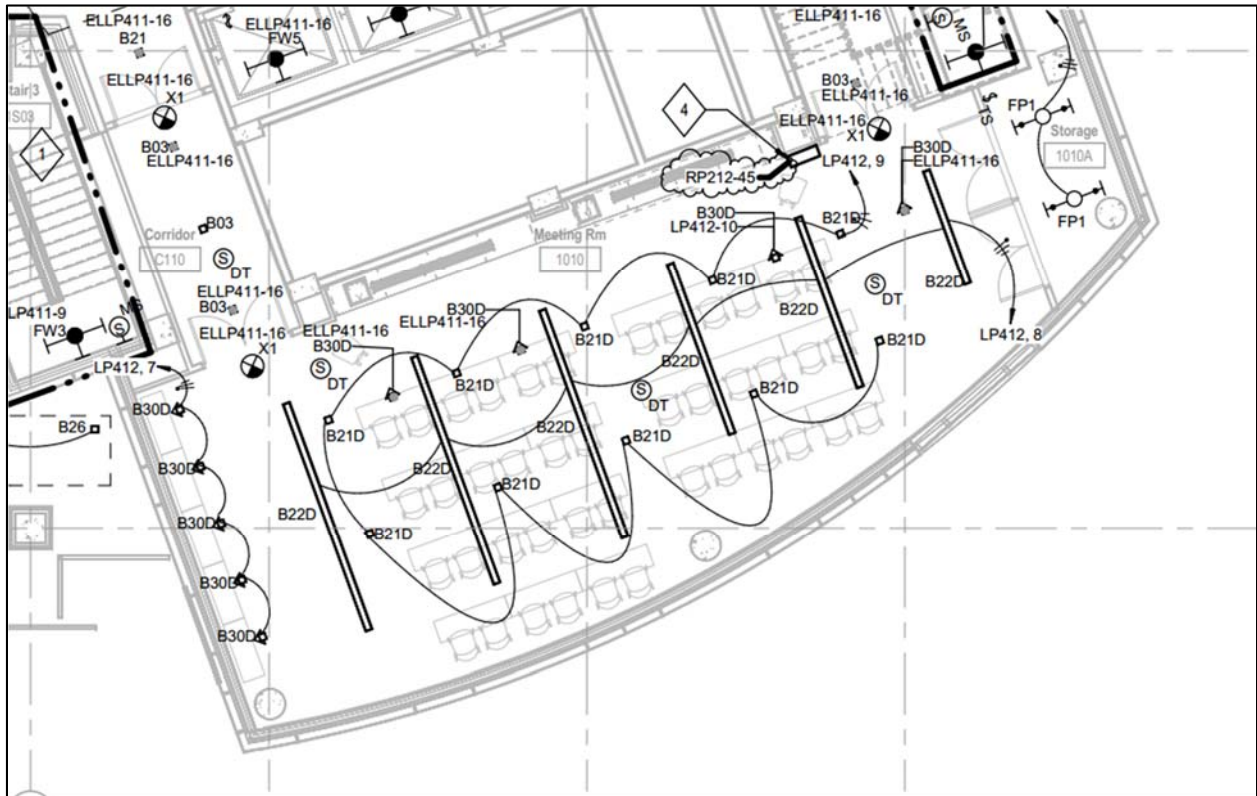 ELLP411-16
B21
ELLP411-16
X1
B03
ELLP411-16
ELLP411-16
FW5
1
B03
Corridor
C110
S
DT
ELLP411-16
B03
ELLP411-16
X1
LP411-9
FW3
S
MS
LP412, 7
B26
B30D
B30D
B30D
B30D
B30D
ELLP411-16
B30D
S
DT
B30D
ELLP411-16
Meeting Rm
1010
4
RP212-45
B30D
LP412-10
ELLP411-16
B03
ELLP411-16
ELLP411-16
X1
LP412, 9
S
MS
TS
B30D
ELLP411-16
FP1
Storage
1010A
FP1
B21D
B21D
B21D
B21D
B21D
B21D
B21D
B21D
B21D
B21D
B22D
B22D
B22D
B22D
B22D
B22D
S
DT
S
DT
LP412, 8